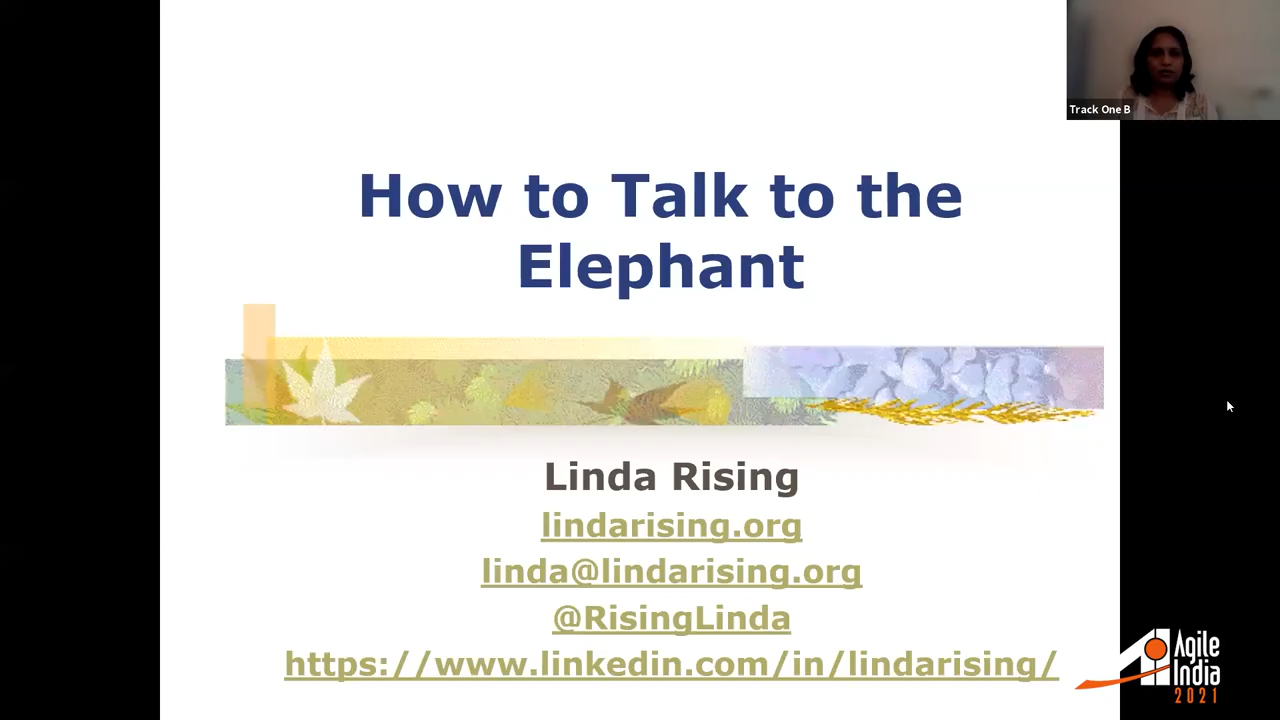 Track One B
How to Talk to the
Elephant
Linda Rising
lindarising.org
linda@lindarising.org
@RisingLinda
https://www.linkedin.com/in/lindarising/
Agile
India
2021